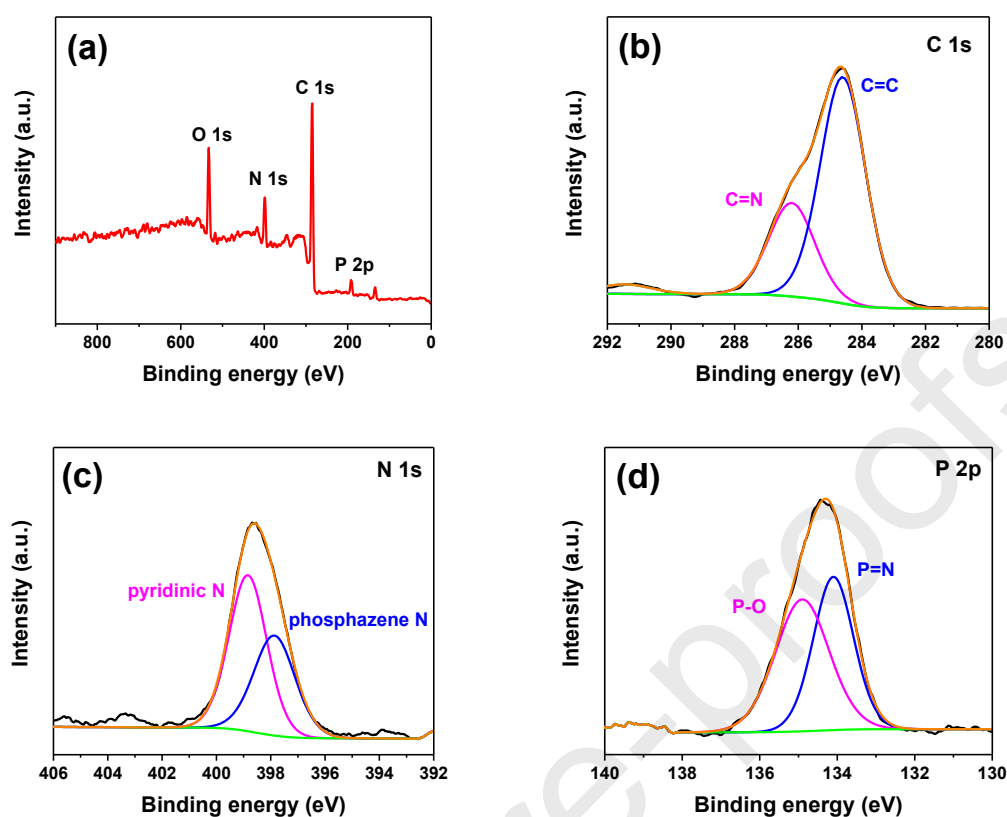 (a)
C 1s
O 1s
N 1s
P 2p
Intensity (a.u.)
800 600 400 200 0
Binding energy (eV)
(b)
C 1s
C=C
C=N
Intensity (a.u.)
292 290 288 286 284 282 280
Binding energy (eV)
(c)
N 1s
pyridinic N
phosphazene N
Intensity (a.u.)
406 404 402 400 398 396 394 392
Binding energy (eV)
(d)
P 2p
P=N
P-O
Intensity (a.u.)
140 138 136 134 132 130
Binding energy (eV)
re-proofs